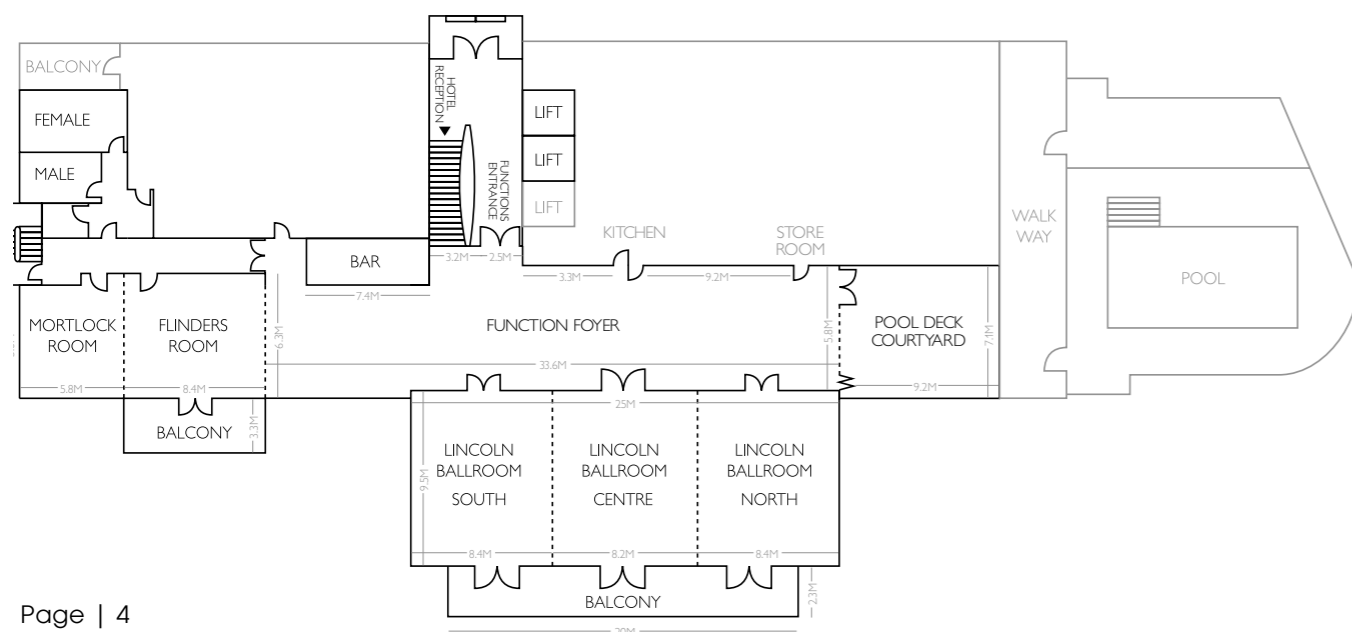 BALCONY
FEMALE
MALE
HOTEL
RECEPTION
FUNCTIONS
ENTRANCE
LIFT
LIFT
LIFT
KITCHEN
STORE
ROOM
WALK
WAY
POOL
BAR
3.2M
2.5M
3.3M
9.2M
7.4M
MORTLOCK
ROOM
FLINDERS
ROOM
6.3M
FUNCTION FOYER
5.8M
POOL DECK
COURTYARD
7.1M
33.6M
5.8M
8.4M
9.2M
BALCONY
3.3M
25M
LINCOLN
BALLROOM
SOUTH
LINCOLN
BALLROOM
CENTRE
LINCOLN
BALLROOM
NORTH
9.5M
8.4M
8.2M
8.4M
BALCONY
2.3M
Page | 4